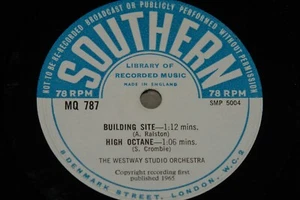 NOT TO BE RE-RECORDED BROADCAST OR PUBLICLY PERFORMED WITHOUT PERMISSION
SOUTHERN
LIBRARY OF
RECORDED MUSIC
MADE IN ENGLAND
78 RPM 78 RPM
MQ 787 SMP 5004
BUILDING SITE—1:12 mins.
(A. Ralston)
HIGH OCTANE—1:06 mins.
(S. Crombie)
THE WESTWAY STUDIO ORCHESTRA
Copyright recording first
published 1965
8 DENMARK STREET, LONDON, W.C.2